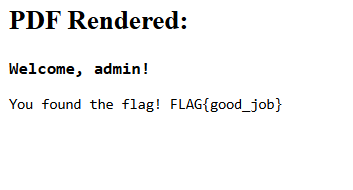 PDF Rendered:
Welcome, admin!
You found the flag! FLAG{good_job}